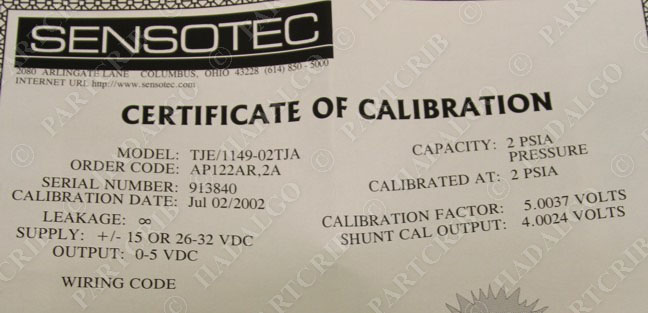 SENSOTEC
2080 ARLINGATE LANE COLUMBUS, OHIO 43228 (614) 850 - 5000
INTERNET URL http://www.sensotec.com
CERTIFICATE OF CALIBRATION
MODEL: TJE/1149-02TJA
ORDER CODE: AP122AR,2A
SERIAL NUMBER: 913840
CALIBRATION DATE: Jul 02/2002
LEAKAGE: ∞
SUPPLY: +/- 15 OR 26-32 VDC
OUTPUT: 0-5 VDC
WIRING CODE
CAPACITY: 2 PSIA
PRESSURE
CALIBRATED AT: 2 PSIA
CALIBRATION FACTOR: 5.0037 VOLTS
SHUNT CAL OUTPUT: 4.0024 VOLTS
© PARTCRIB © HADALGO